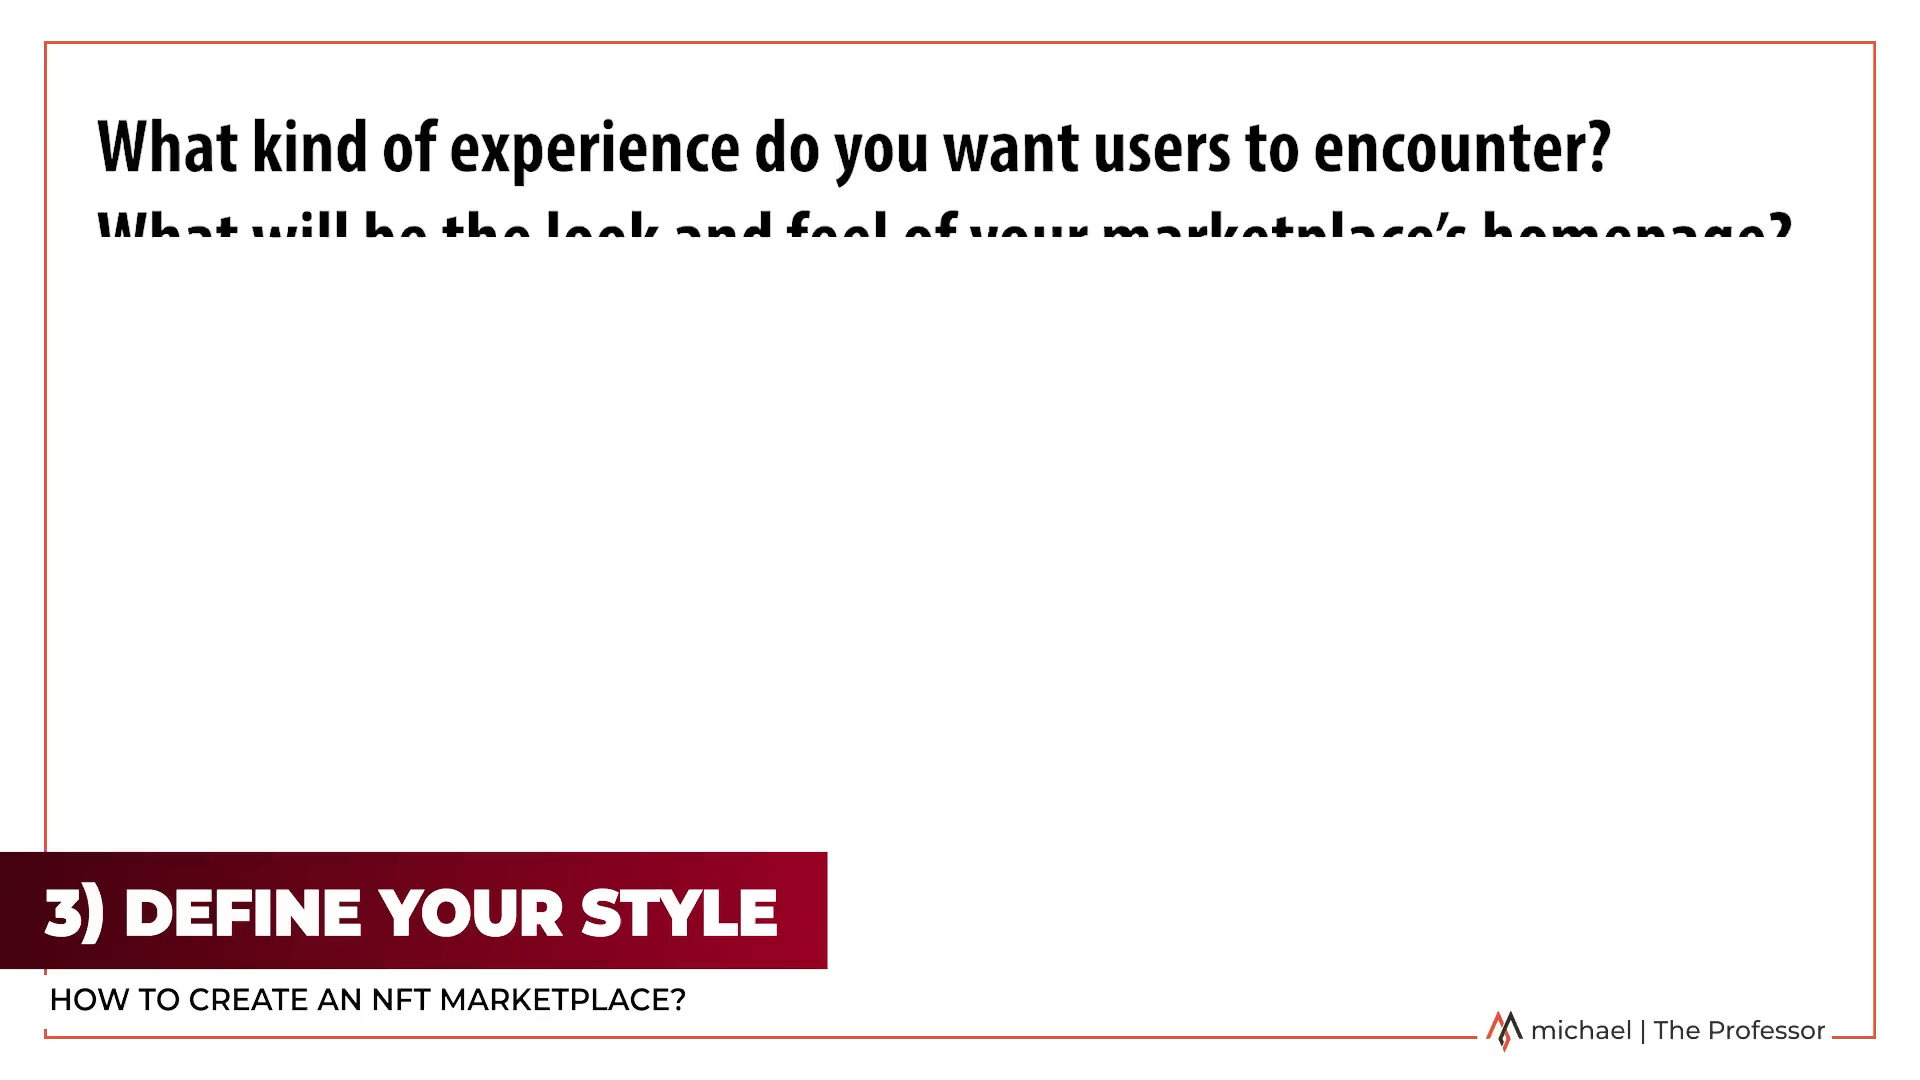 What kind of experience do you want users to encounter?
What will be the look and feel of your marketplace's homepage?
3) DEFINE YOUR STYLE
HOW TO CREATE AN NFT MARKETPLACE?
michael | The Professor